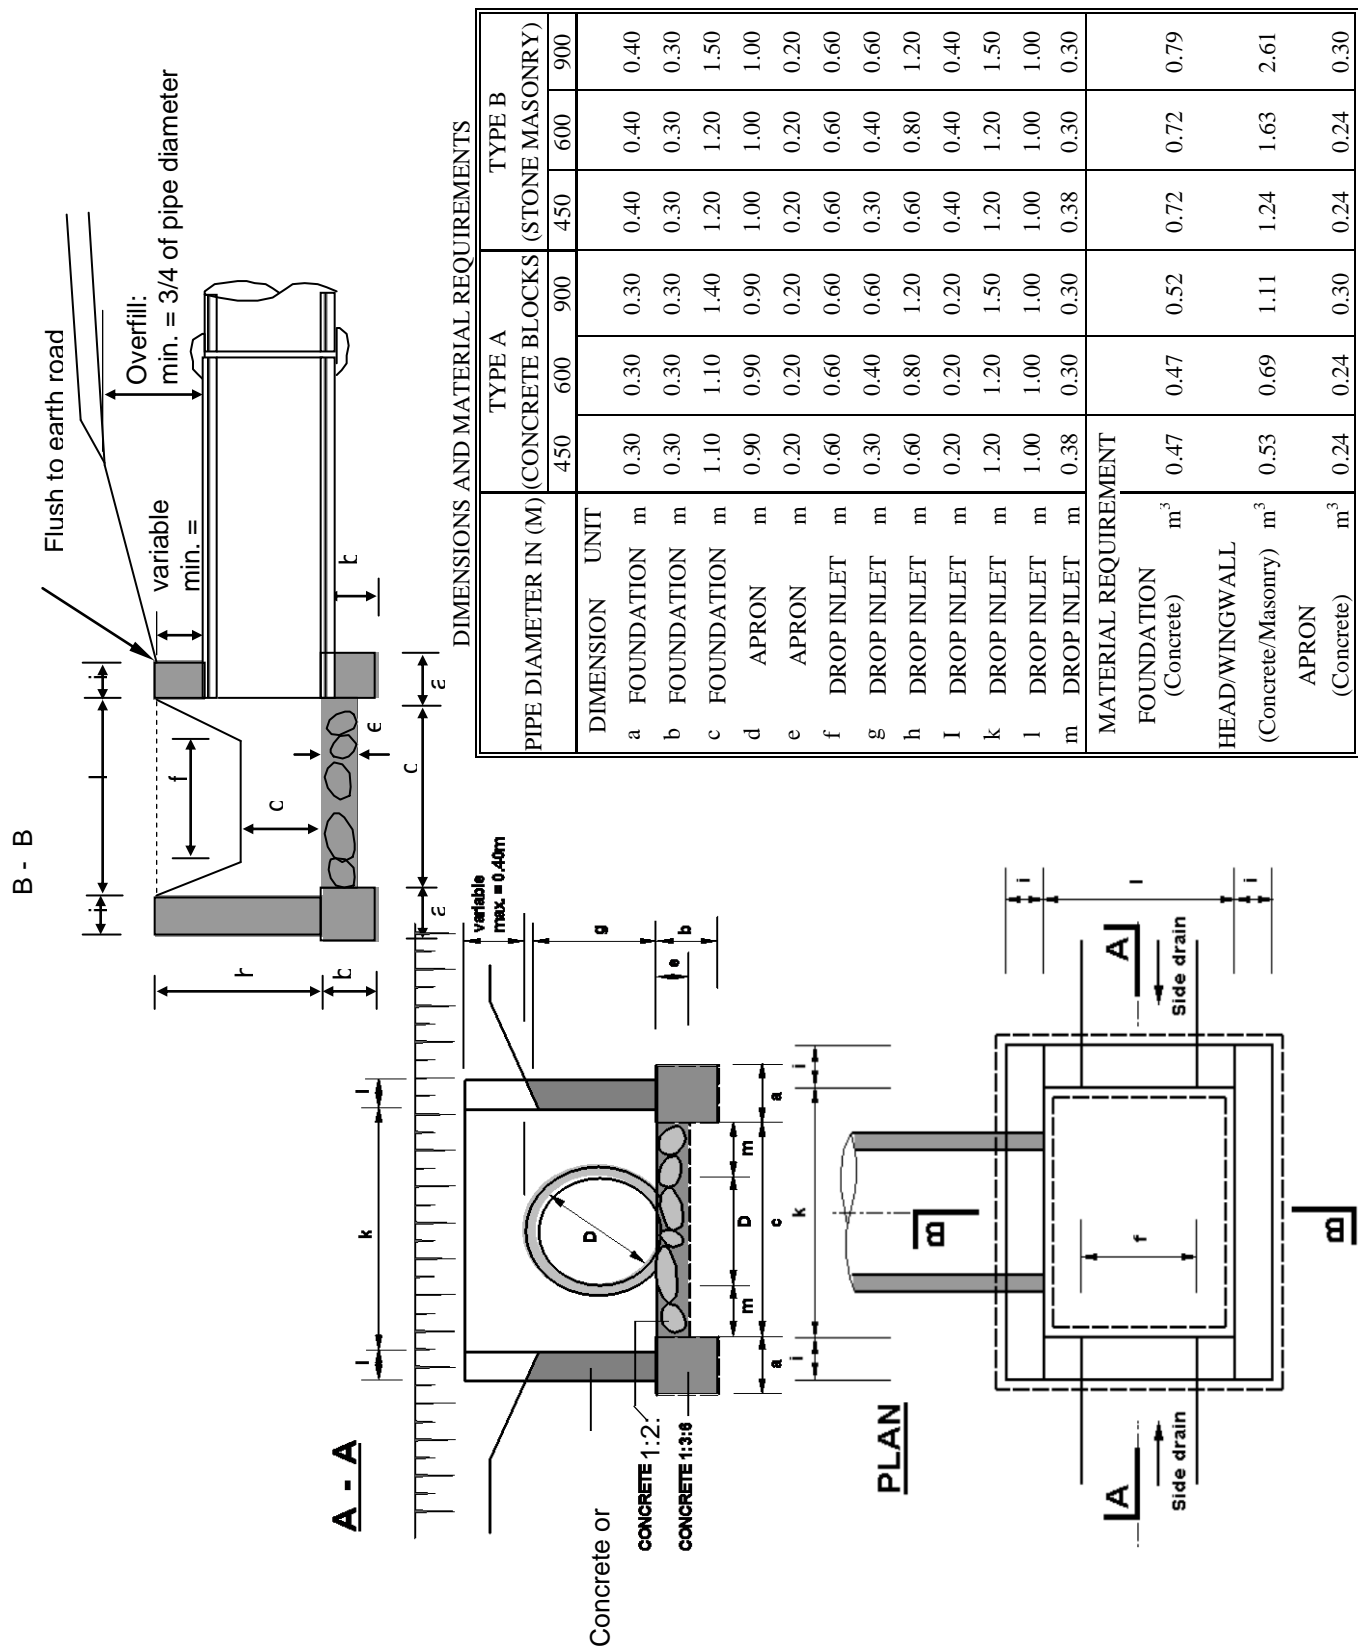 B - B
Flush to earth road
variable
min. =
Overfill:
min. = 3/4 of pipe diameter
i
l
i
f
c
h
b
e
b
a
c
a
DIMENSIONS AND MATERIAL REQUIREMENTS
PIPE DIAMETER IN (M) TYPE A (CONCRETE BLOCKS) TYPE B (STONE MASONRY)
450 600 900 450 600 900
DIMENSION UNIT
a FOUNDATION m 0.30 0.30 0.30 0.40 0.40 0.40
b FOUNDATION m 0.30 0.30 0.30 0.30 0.30 0.30
c FOUNDATION m 1.10 1.10 1.40 1.20 1.20 1.50
d APRON m 0.90 0.90 0.90 1.00 1.00 1.00
e APRON m 0.20 0.20 0.20 0.20 0.20 0.20
f DROP INLET m 0.60 0.60 0.60 0.60 0.60 0.60
g DROP INLET m 0.30 0.40 0.60 0.30 0.40 0.60
h DROP INLET m 0.60 0.80 1.20 0.60 0.80 1.20
I DROP INLET m 0.20 0.20 0.20 0.40 0.40 0.40
k DROP INLET m 1.20 1.20 1.50 1.20 1.20 1.50
l DROP INLET m 1.00 1.00 1.00 1.00 1.00 1.00
m DROP INLET m 0.38 0.30 0.30 0.38 0.30 0.30
MATERIAL REQUIREMENT
FOUNDATION
(Concrete) m³ 0.47 0.47 0.52 0.72 0.72 0.79
HEAD/WINGWALL
(Concrete/Masonry) m³ 0.53 0.69 1.11 1.24 1.63 2.61
APRON
(Concrete) m³ 0.24 0.24 0.30 0.24 0.24 0.30
A - A
l k l
variable
max. = 0.40m
g
b
e
D
m D m
a c a
Concrete or
CONCRETE 1:2:
CONCRETE 1:3:6
PLAN
i k i
i
l
i
f
A A
Side drain
Side drain
B
B